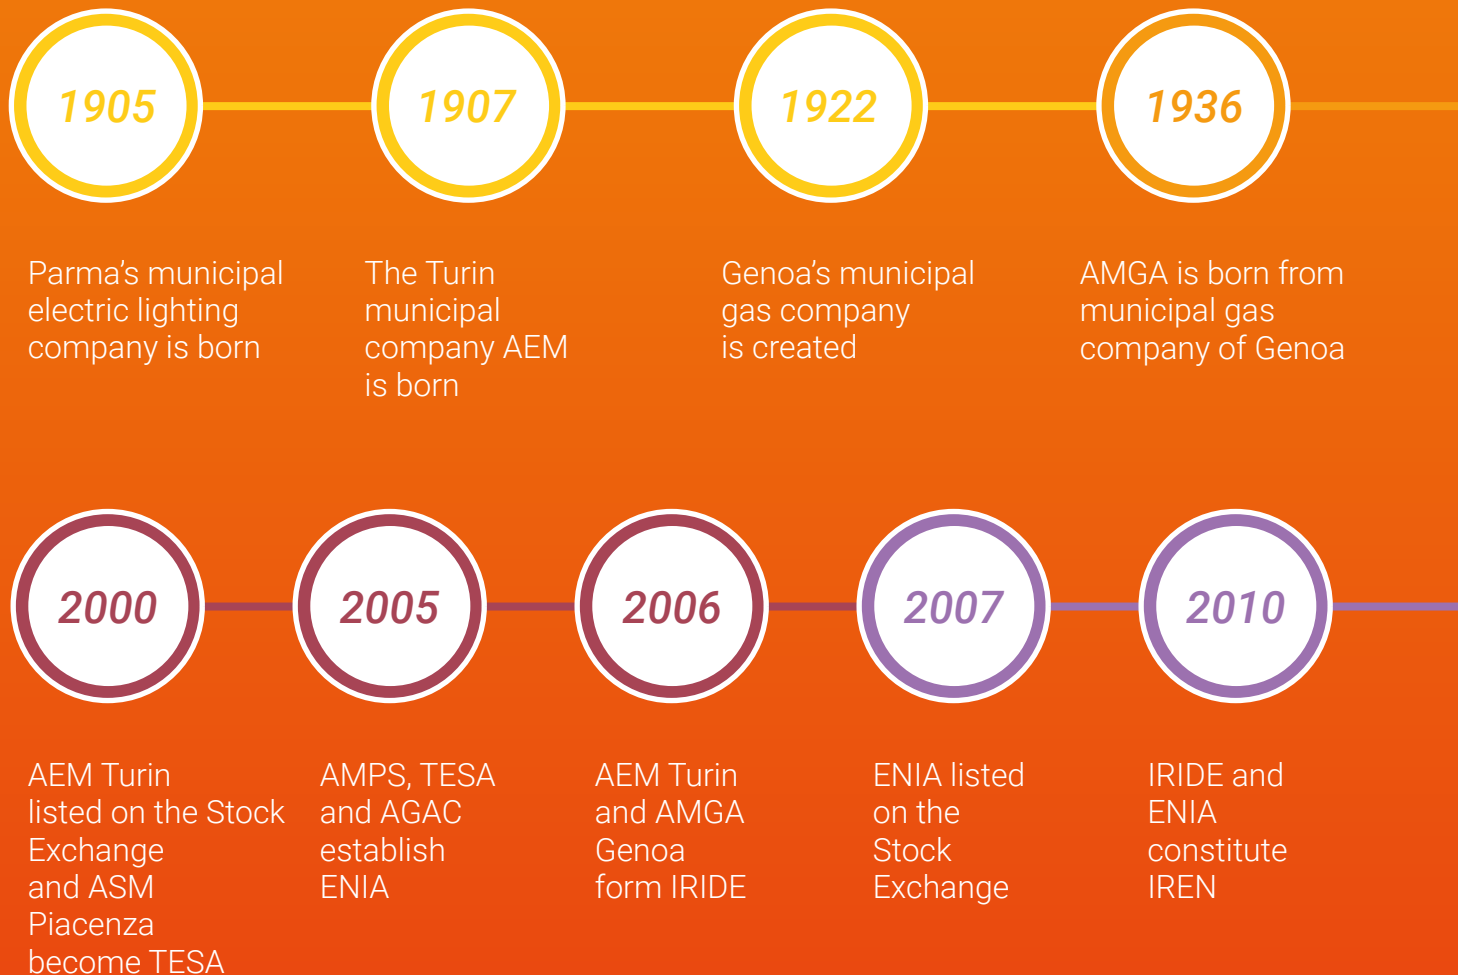 1905
1907
1922
1936
Parma's municipal
electric lighting
company is born
The Turin
municipal
company AEM
is born
Genoa's municipal
gas company
is created
AMGA is born from
municipal gas
company of Genoa
2000
2005
2006
2007
2010
AEM Turin
listed on the Stock
Exchange
and ASM
Piacenza
become TESA
AMPS, TESA
and AGAC
establish
ENIA
AEM Turin
and AMGA
Genoa
form IRIDE
ENIA listed
on the
Stock
Exchange
IRIDE and
ENIA
constitute
IREN